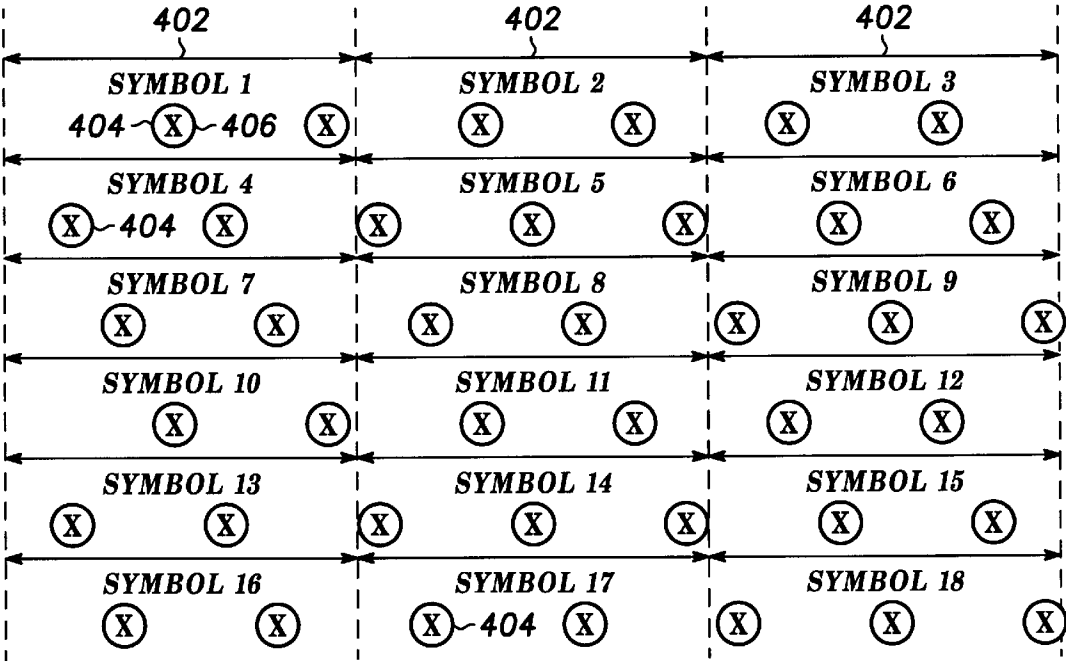 402 402 402
SYMBOL 1 SYMBOL 2 SYMBOL 3
404 X 406 X X X X X
SYMBOL 4 SYMBOL 5 SYMBOL 6
X 404 X X X X X X
SYMBOL 7 SYMBOL 8 SYMBOL 9
X X X X X X X
SYMBOL 10 SYMBOL 11 SYMBOL 12
X X X X X X
SYMBOL 13 SYMBOL 14 SYMBOL 15
X X X X X X X
SYMBOL 16 SYMBOL 17 SYMBOL 18
X X X 404 X X X X